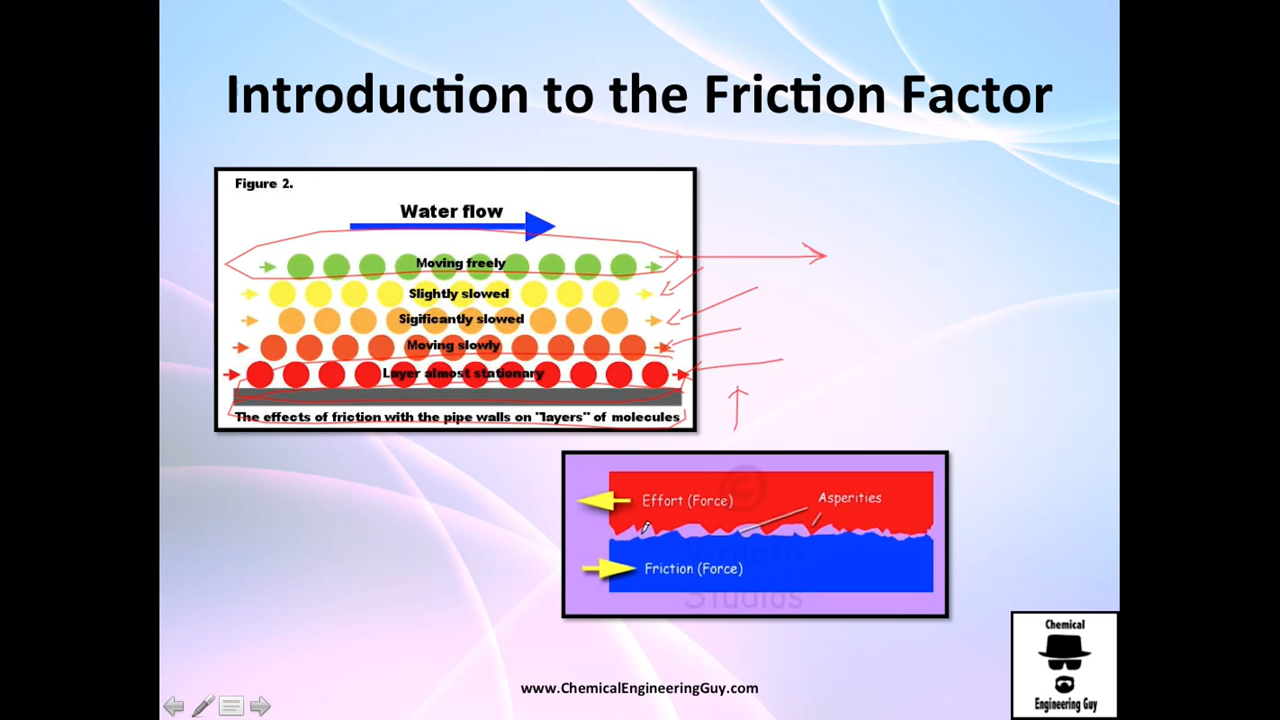 Introduction to the Friction Factor
Figure 2.
Water flow
Moving freely
Slightly slowed
Sigificantly slowed
Moving slowly
Layer almost stationary
The effects of friction with the pipe walls on "layers" of molecules
Effort (Force)
Asperities
Friction (Force)
©
Studios
www.ChemicalEngineeringGuy.com
Chemical
Engineering Guy